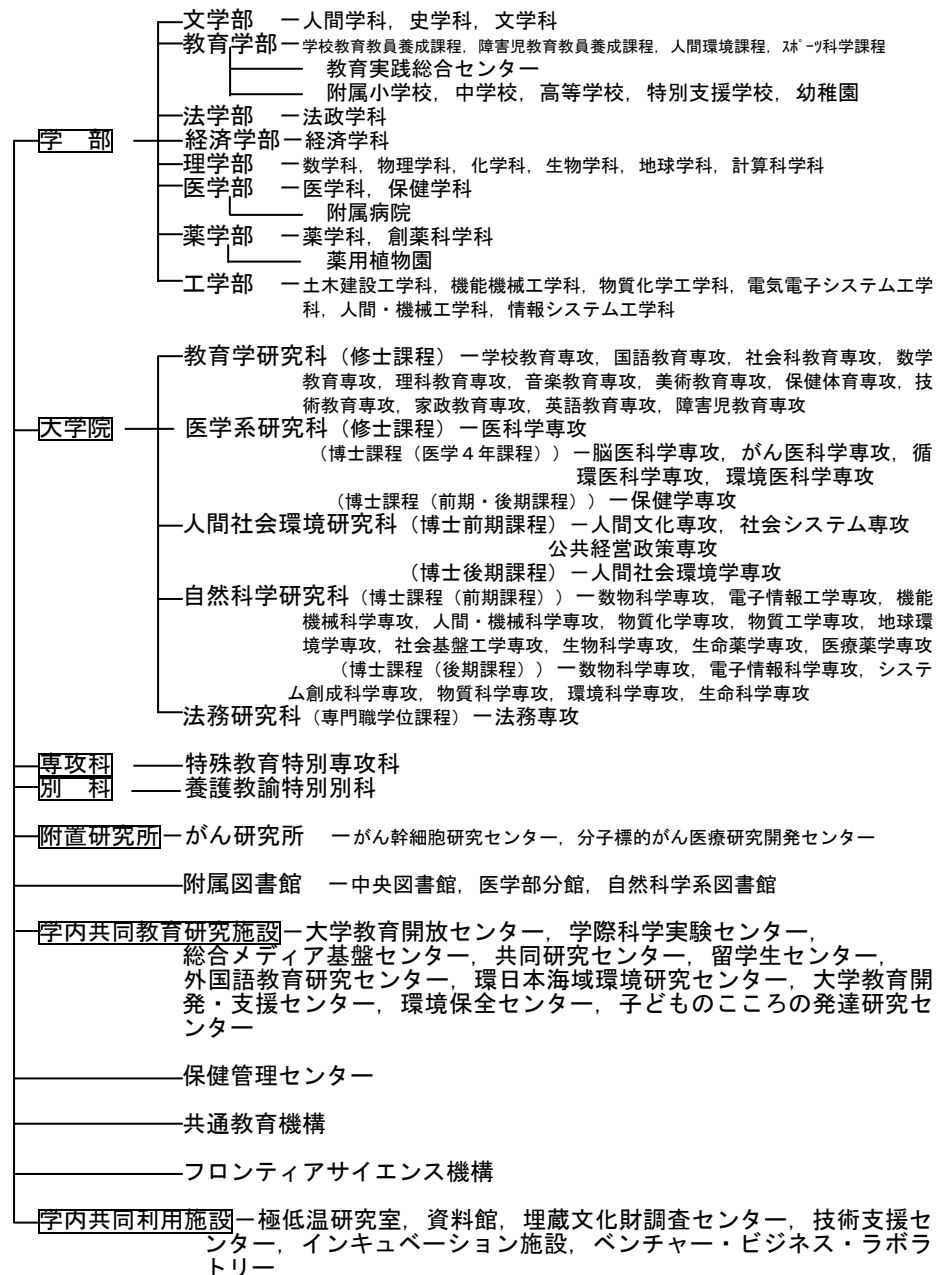 文学部 ー人間学科，史学科，文学科
教育学部ー学校教育教員養成課程，障害児教育教員養成課程，人間環境課程，ｽﾎﾟｰﾂ科学課程
教育実践総合センター
附属小学校，中学校，高等学校，特別支援学校，幼稚園
法学部 ー法政学科
学 部 経済学部ー経済学科
理学部 ー数学科，物理学科，化学科，生物学科，地球学科，計算科学科
医学部 ー医学科，保健学科
附属病院
薬学部 ー薬学科，創薬科学科
薬用植物園
工学部 ー土木建設工学科，機能機械工学科，物質化学工学科，電気電子システム工学
科，人間・機械工学科，情報システム工学科
教育学研究科（修士課程）ー学校教育専攻，国語教育専攻，社会科教育専攻，数学
教育専攻，理科教育専攻，音楽教育専攻，美術教育専攻，保健体育専攻，技
術教育専攻，家政教育専攻，英語教育専攻，障害児教育専攻
大学院 医学系研究科（修士課程）ー医科学専攻
（博士課程（医学４年課程））ー脳医科学専攻，がん医科学専攻，循
環医科学専攻，環境医科学専攻
（博士課程（前期・後期課程））ー保健学専攻
人間社会環境研究科（博士前期課程）ー人間文化専攻，社会システム専攻
公共経営政策専攻
（博士後期課程）ー人間社会環境学専攻
自然科学研究科（博士課程（前期課程））ー数物科学専攻，電子情報工学専攻，機能
機械科学専攻，人間・機械科学専攻，物質化学専攻，物質工学専攻，地球環
境学専攻，社会基盤工学専攻，生物科学専攻，生命薬学専攻，医療薬学専攻
（博士課程（後期課程））ー数物科学専攻，電子情報科学専攻，システ
ム創成科学専攻，物質科学専攻，環境科学専攻，生命科学専攻
法務研究科（専門職学位課程）ー法務専攻
専攻科 特殊教育特別専攻科
別 科 養護教諭特別別科
附置研究所ーがん研究所 ーがん幹細胞研究センター，分子標的がん医療研究開発センター
附属図書館 ー中央図書館，医学部分館，自然科学系図書館
学内共同教育研究施設ー大学教育開放センター，学際科学実験センター，
総合メディア基盤センター，共同研究センター，留学生センター，
外国語教育研究センター，環日本海域環境研究センター，大学教育開
発・支援センター，環境保全センター，子どものこころの発達研究セ
ンター
保健管理センター
共通教育機構
フロンティアサイエンス機構
学内共同利用施設ー極低温研究室，資料館，埋蔵文化財調査センター，技術支援セ
ンター，インキュベーション施設，ベンチャー・ビジネス・ラボラ
トリー